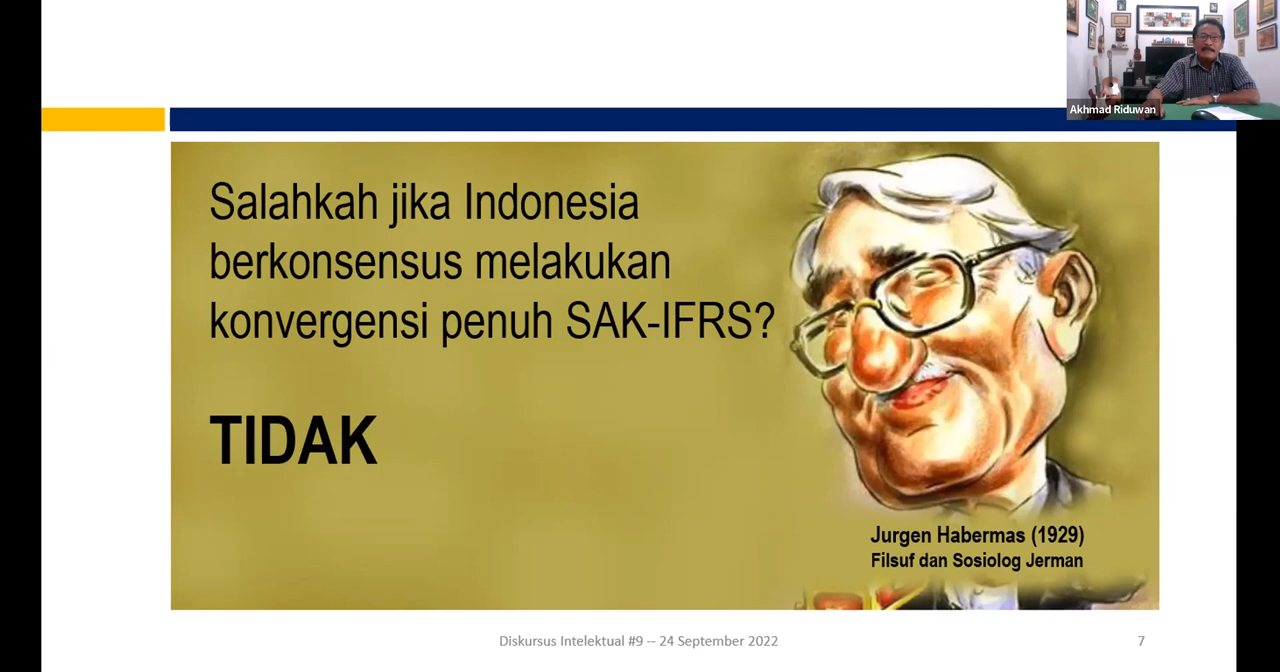 Akhmad Riduwan
Salahkah jika Indonesia
berkonsensus melakukan
konvergensi penuh SAK-IFRS?
TIDAK
Jurgen Habermas (1929)
Filsuf dan Sosiolog Jerman
Diskursus Intelektual #9 -- 24 September 2022
7